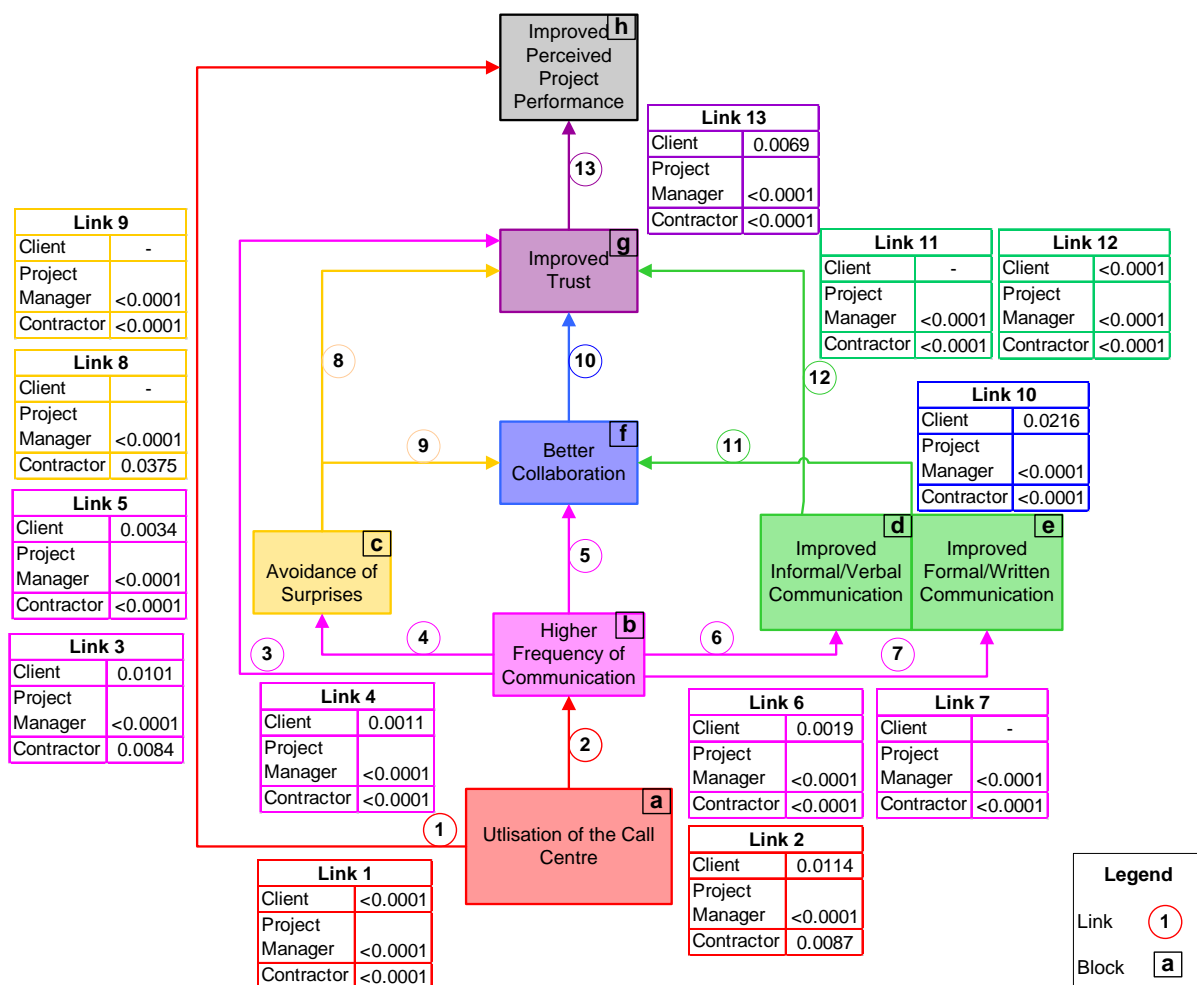 h
Improved
Perceived
Project
Performance
Link 13
Client 0.0069
Project
Manager <0.0001
Contractor <0.0001
13
Link 9
Client -
Project
Manager <0.0001
Contractor <0.0001
g
Improved
Trust
Link 11
Client -
Project
Manager <0.0001
Contractor <0.0001
Link 12
Client <0.0001
Project
Manager <0.0001
Contractor <0.0001
Link 8
Client -
Project
Manager <0.0001
Contractor 0.0375
8
10
12
Link 10
Client 0.0216
Project
Manager <0.0001
Contractor <0.0001
9
f
Better
Collaboration
11
Link 5
Client 0.0034
Project
Manager <0.0001
Contractor <0.0001
c
Avoidance of
Surprises
5
d
Improved
Informal/Verbal
Communication
e
Improved
Formal/Written
Communication
Link 3
Client 0.0101
Project
Manager <0.0001
Contractor 0.0084
3
4
b
Higher
Frequency of
Communication
6
7
Link 4
Client 0.0011
Project
Manager <0.0001
Contractor <0.0001
2
Link 6
Client 0.0019
Project
Manager <0.0001
Contractor <0.0001
Link 7
Client -
Project
Manager <0.0001
Contractor <0.0001
1
a
Utlisation of the Call
Centre
Link 2
Client 0.0114
Project
Manager <0.0001
Contractor 0.0087
Link 1
Client <0.0001
Project
Manager <0.0001
Contractor <0.0001
Legend
Link 1
Block a